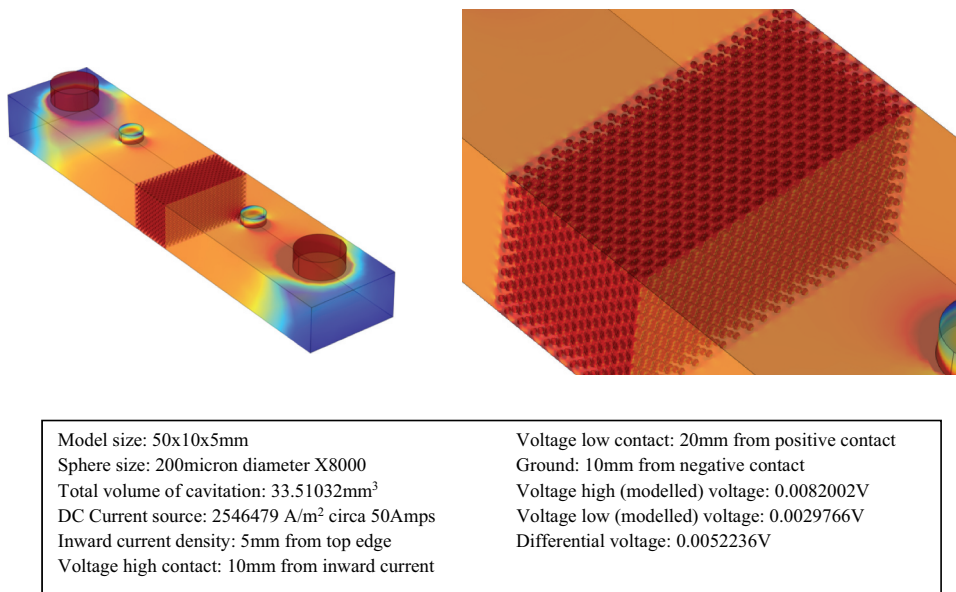 Model size: 50x10x5mm
Sphere size: 200micron diameter X8000
Total volume of cavitation: 33.51032mm³
DC Current source: 2546479 A/m² circa 50Amps
Inward current density: 5mm from top edge
Voltage high contact: 10mm from inward current
Voltage low contact: 20mm from positive contact
Ground: 10mm from negative contact
Voltage high (modelled) voltage: 0.0082002V
Voltage low (modelled) voltage: 0.0029766V
Differential voltage: 0.0052236V